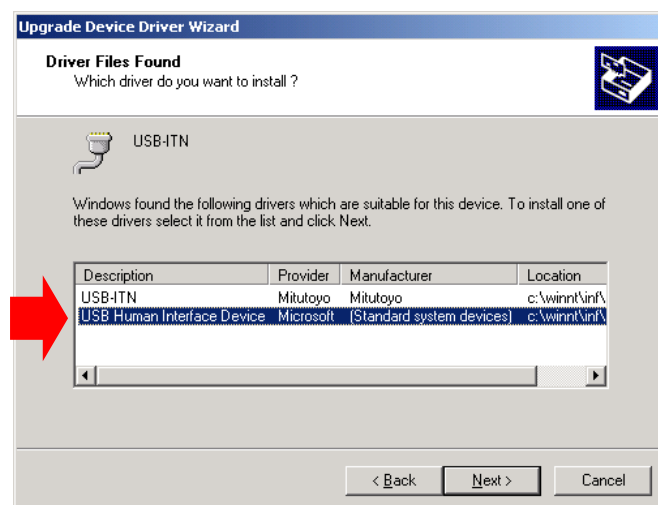 Upgrade Device Driver Wizard
Driver Files Found
Which driver do you want to install ?
USB-ITN
Windows found the following drivers which are suitable for this device. To install one of
these drivers select it from the list and click Next.
Description Provider Manufacturer Location
USB-ITN Mitutoyo Mitutoyo c:\winnt\inf\
USB Human Interface Device Microsoft (Standard system devices) c:\winnt\inf\
< Back Next > Cancel